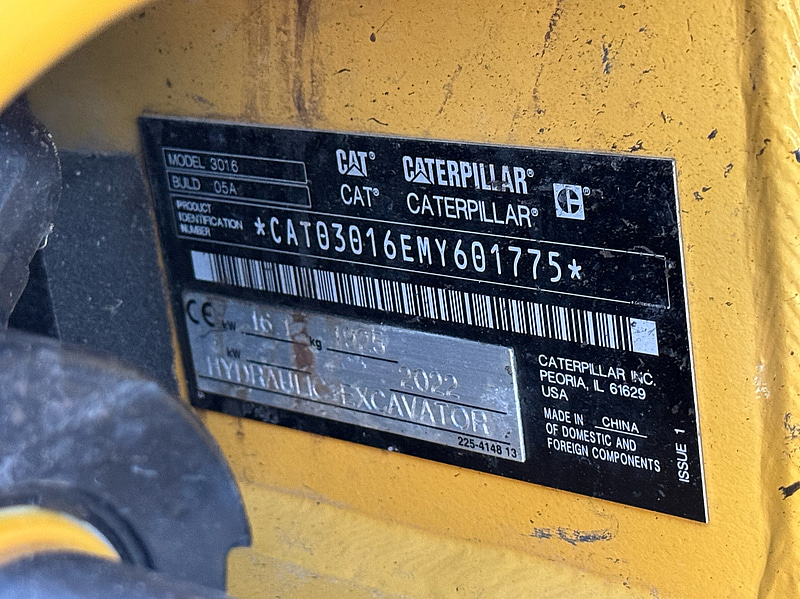 MODEL 3016
BUILD 05A
CAT® CATERPILLAR®
CAT® CATERPILLAR®
PRODUCT
IDENTIFICATION
NUMBER
*CAT03016EMY601775*
CE
kW 16
kg
kW 2022
HYDRAULIC EXCAVATOR
225-4148 13
CATERPILLAR INC.
PEORIA, IL 61629
USA
MADE IN CHINA
OF DOMESTIC AND
FOREIGN COMPONENTS
ISSUE 1